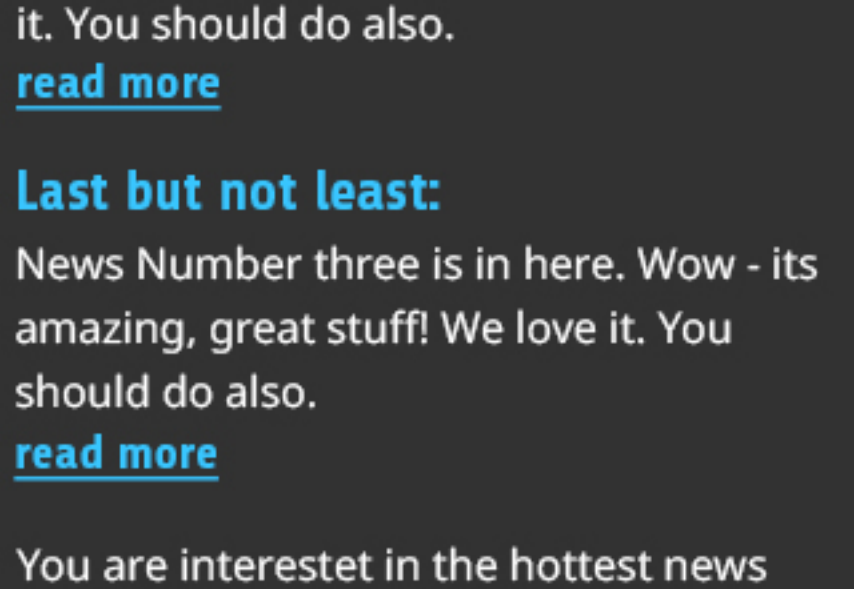 it. You should do also.
read more
Last but not least:
News Number three is in here. Wow - its
amazing, great stuff! We love it. You
should do also.
read more
You are interestet in the hottest news